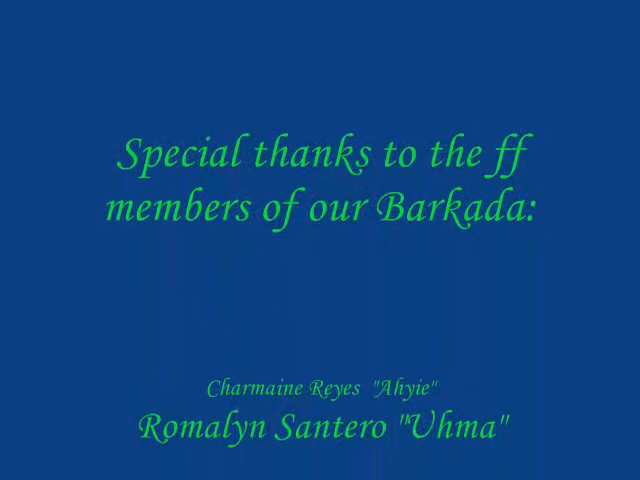 Special thanks to the ff
members of our Barkada:
Charmaine Reyes "Ahyie"
Romalyn Santero "Uhma"